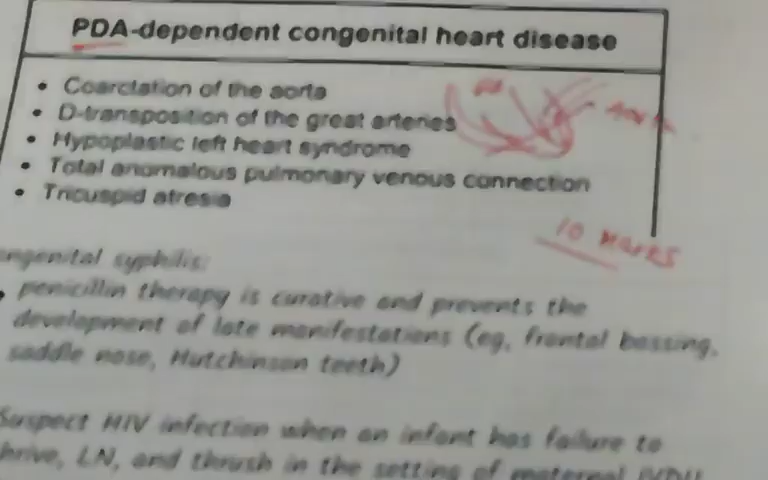 PDA-dependent congenital heart disease
• Coarctation of the aorta
• D-transposition of the great arteries
• Hypoplastic left heart syndrome
• Total anomalous pulmonary venous connection
• Tricuspid atresia
10 marks
ongenital syphilis:
• penicillin therapy is curative and prevents the
development of late manifestations (eg, frontal bossing,
saddle nose, Hutchinson teeth)
Suspect HIV infection when an infant has failure to
hrive, LN, and thrush in the setting of maternal IVDU